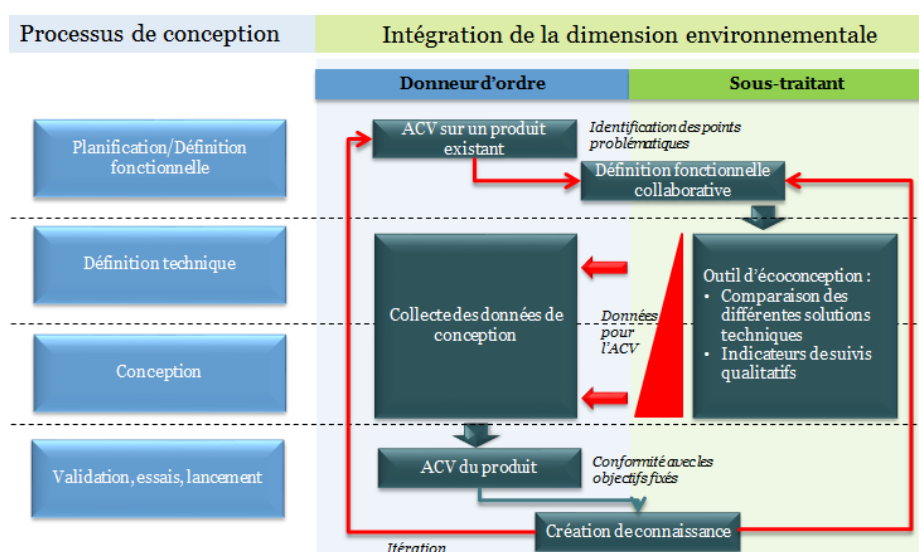 Processus de conception
Intégration de la dimension environnementale
Donneur d'ordre
Sous-traitant
Planification/Définition
fonctionnelle
ACV sur un produit
existant
Identification des points
problématiques
Définition fonctionnelle
collaborative
Définition technique
Collecte des données de
conception
Données
pour
l'ACV
Outil d'écoconception :
• Comparaison des
différentes solutions
techniques
• Indicateurs de suivis
qualitatifs
Conception
Validation, essais, lancement
ACV du produit
Conformité avec les
objectifs fixés
Création de connaissance
Itération